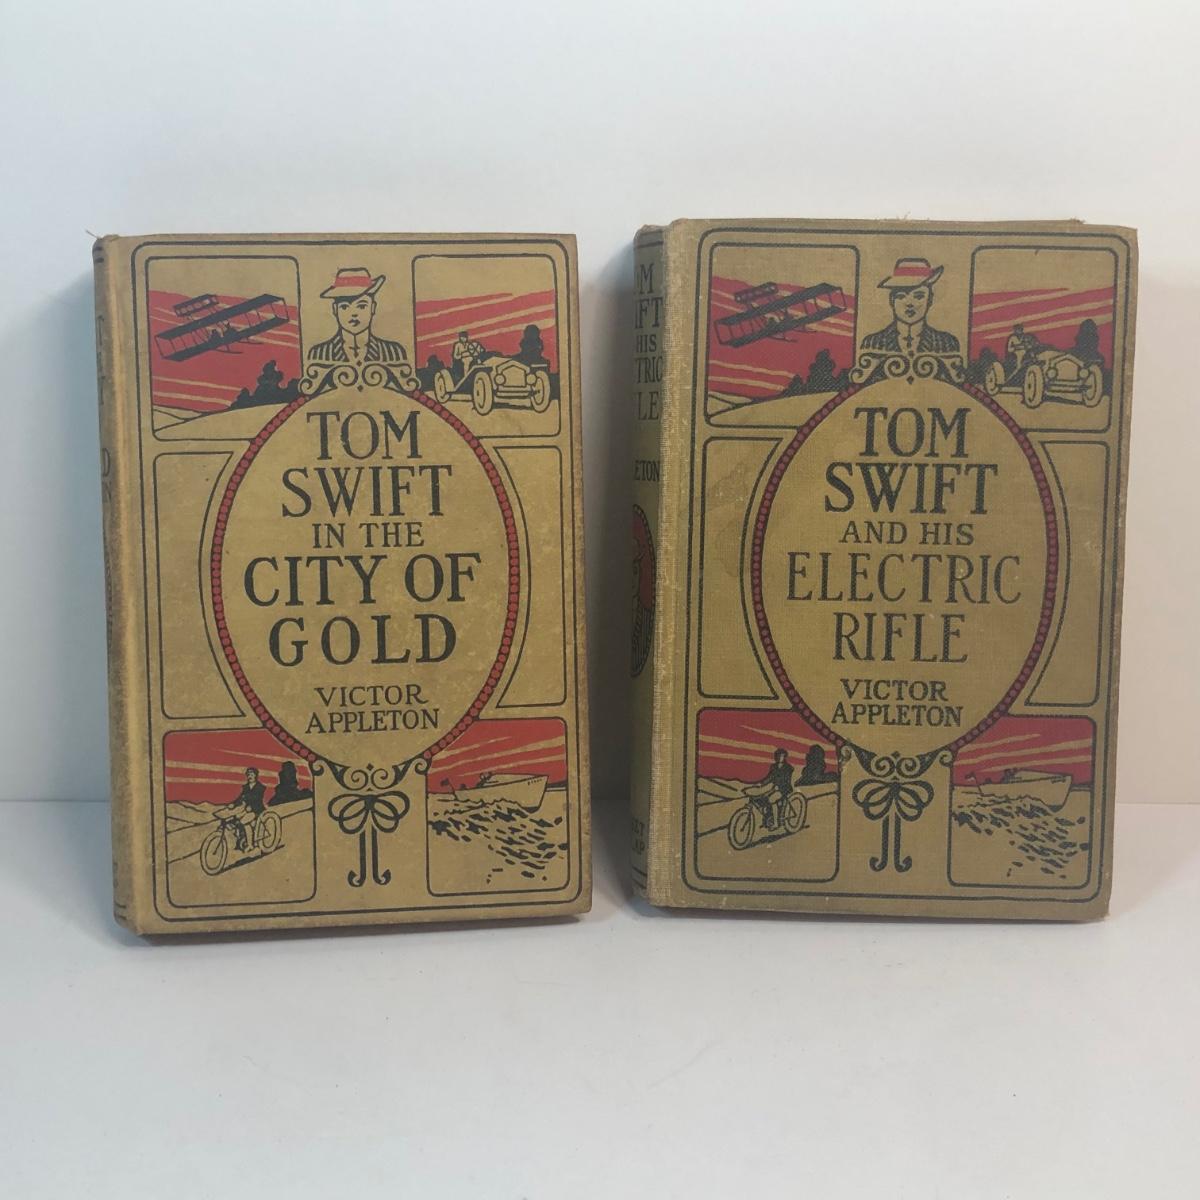 TOM
SWIFT
IN THE
CITY OF
GOLD
VICTOR
APPLETON
TOM
SWIFT
AND HIS
ELECTRIC
RIFLE
VICTOR
APPLETON